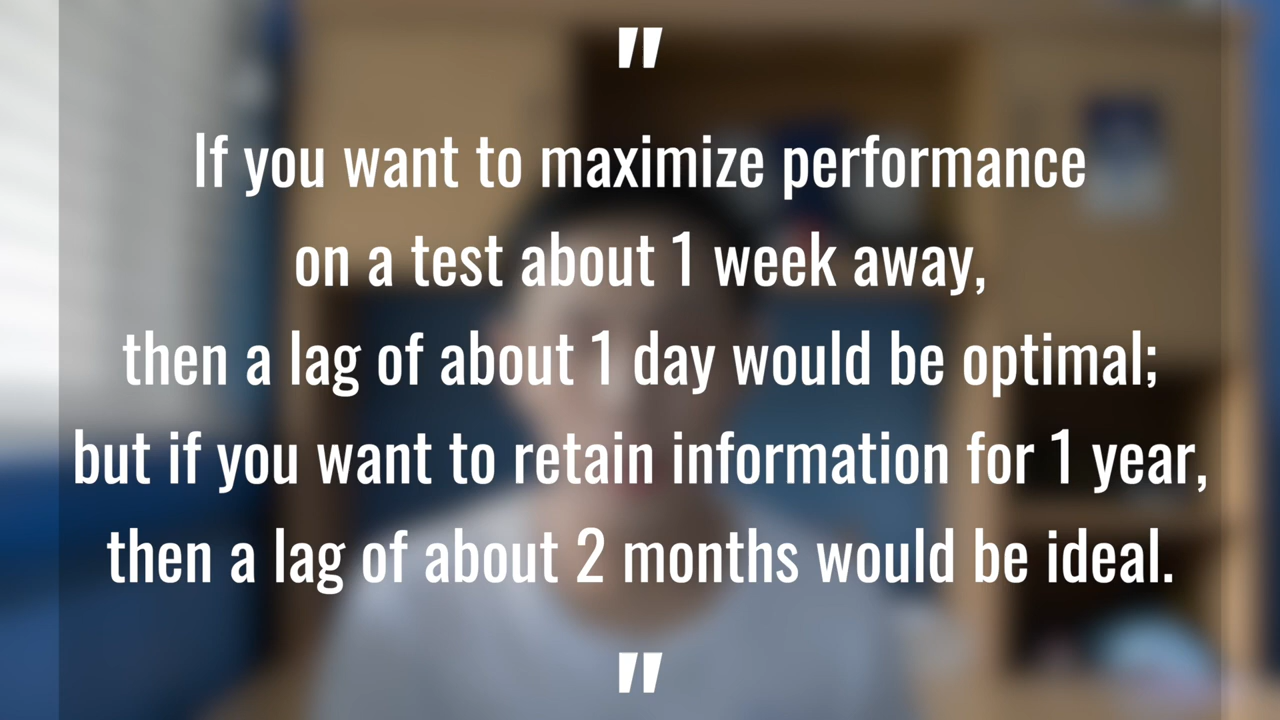 "
If you want to maximize performance
on a test about 1 week away,
then a lag of about 1 day would be optimal;
but if you want to retain information for 1 year,
then a lag of about 2 months would be ideal.
"